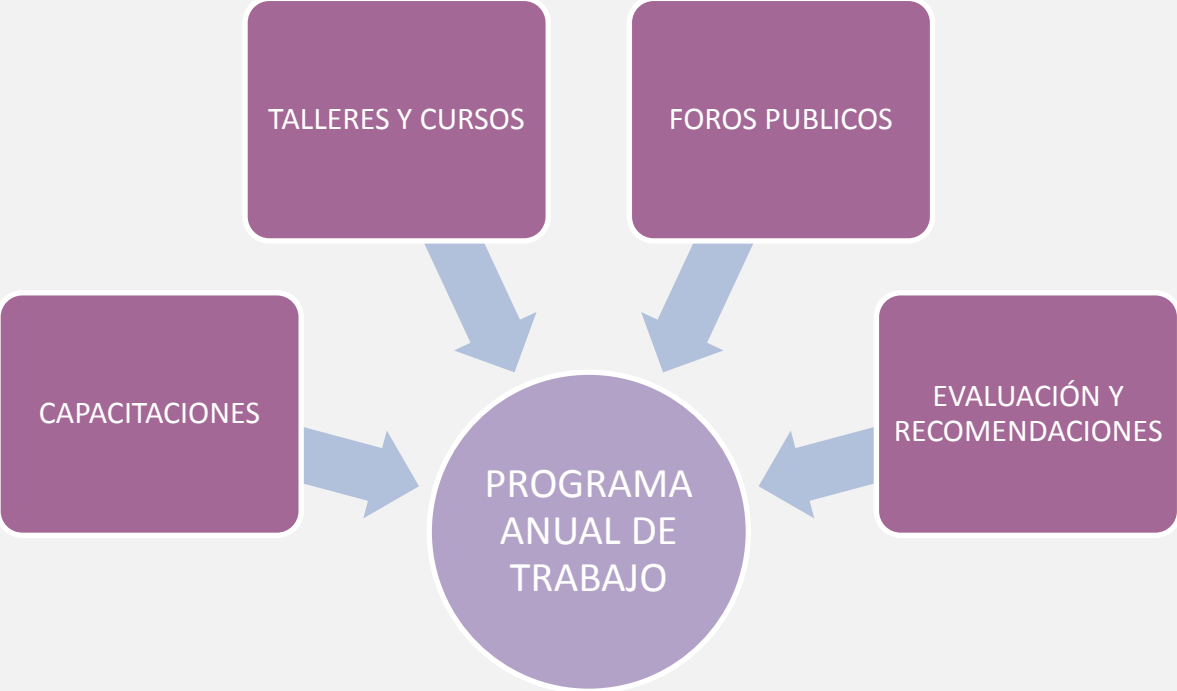 TALLERES Y CURSOS
FOROS PUBLICOS
CAPACITACIONES
EVALUACIÓN Y
RECOMENDACIONES
PROGRAMA
ANUAL DE
TRABAJO